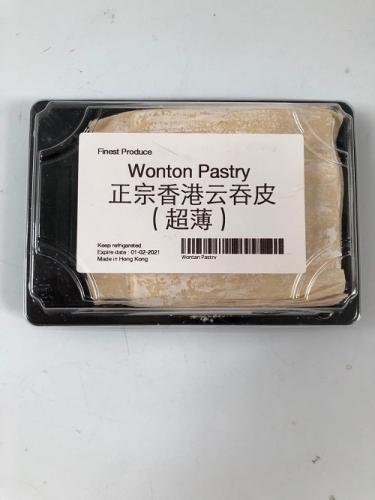 Finest Produce
Wonton Pastry
正宗香港云吞皮
(超薄)
Keep refrigerated
Expire date : 01-02-2021
Made in Hong Kong
Wontan Pastry